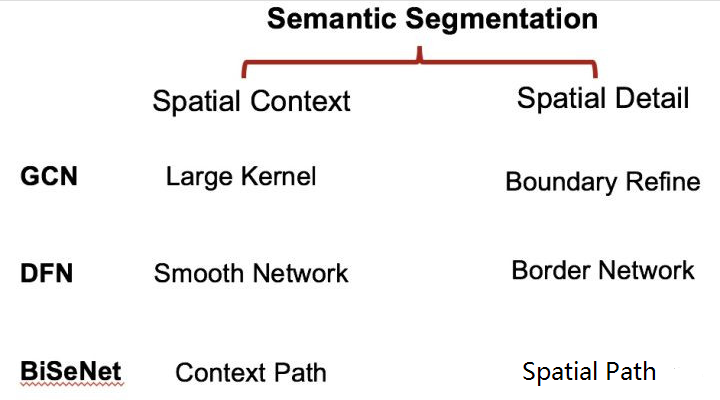 Semantic Segmentation
Spatial Context Spatial Detail
GCN Large Kernel Boundary Refine
DFN Smooth Network Border Network
BiSeNet Context Path Spatial Path